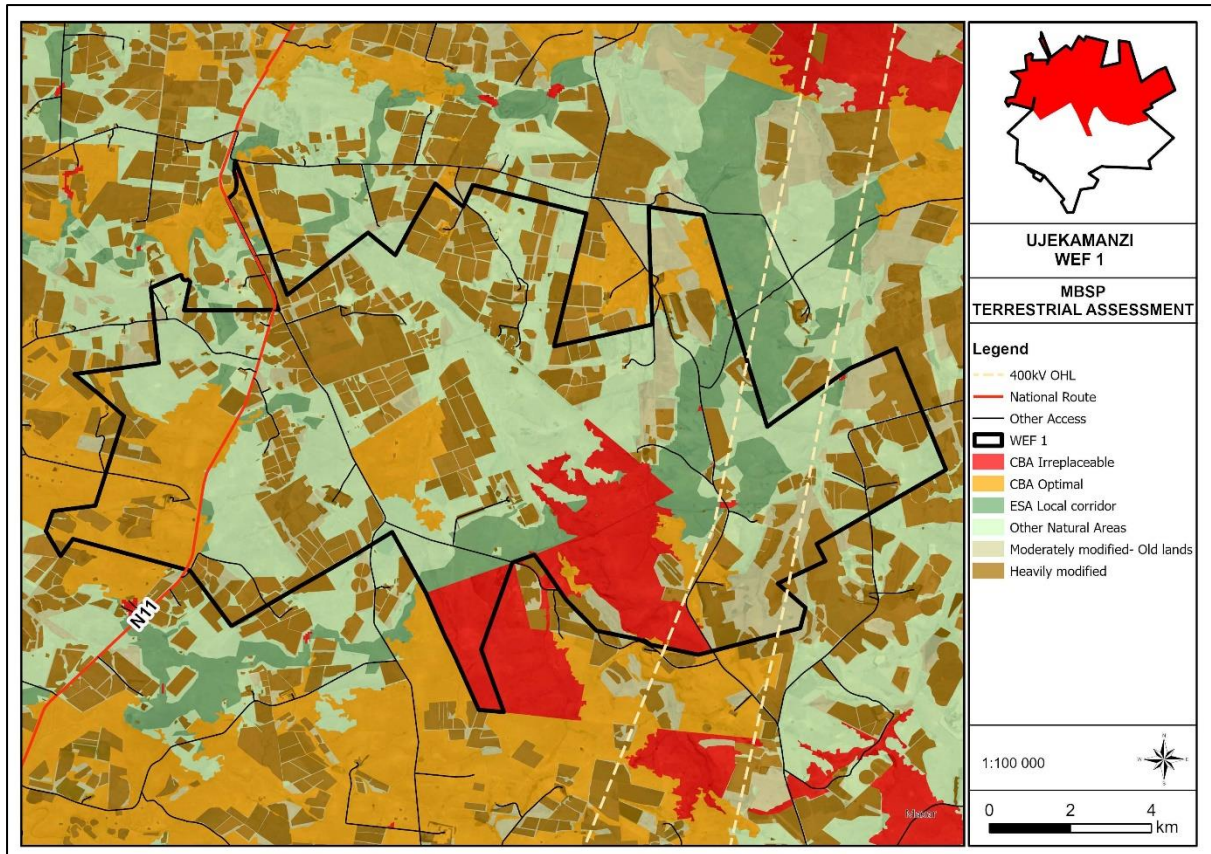 N11
UJEKAMANZI
WEF 1
MBSP
TERRESTRIAL ASSESSMENT
Legend
400kV OHL
National Route
Other Access
WEF 1
CBA Irreplaceable
CBA Optimal
ESA Local corridor
Other Natural Areas
Moderately modified- Old lands
Heavily modified
1:100 000
N
W
E
S
0 2 4
km